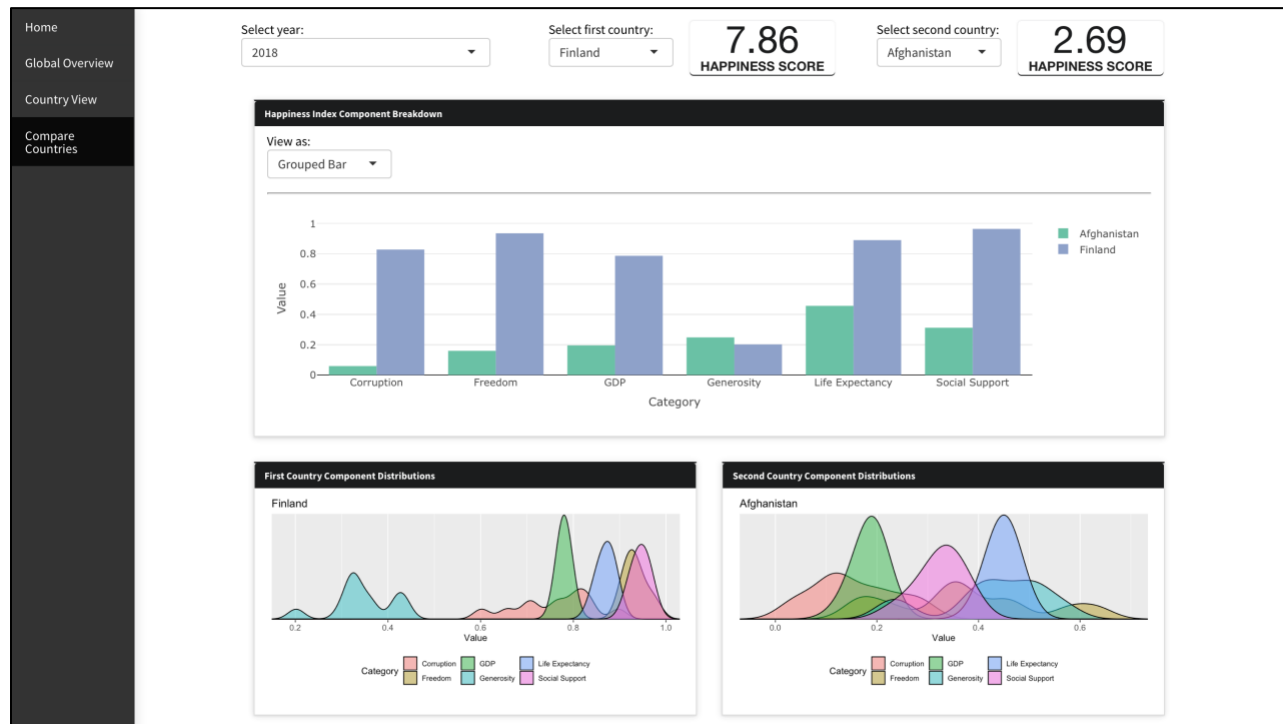 Home
Global Overview
Country View
Compare
Countries
Select year:
2018
Select first country:
Finland
7.86
HAPPINESS SCORE
Select second country:
Afghanistan
2.69
HAPPINESS SCORE
Happiness Index Component Breakdown
View as:
Grouped Bar
1
0.8
0.6
0.4
0.2
0
Value
Corruption Freedom GDP Generosity Life Expectancy Social Support
Category
Afghanistan
Finland
First Country Component Distributions
Finland
0.2 0.4 0.6 0.8 1.0
Value
Category
Corruption GDP Life Expectancy
Freedom Generosity Social Support
Second Country Component Distributions
Afghanistan
0.0 0.2 0.4 0.6
Value
Category
Corruption GDP Life Expectancy
Freedom Generosity Social Support